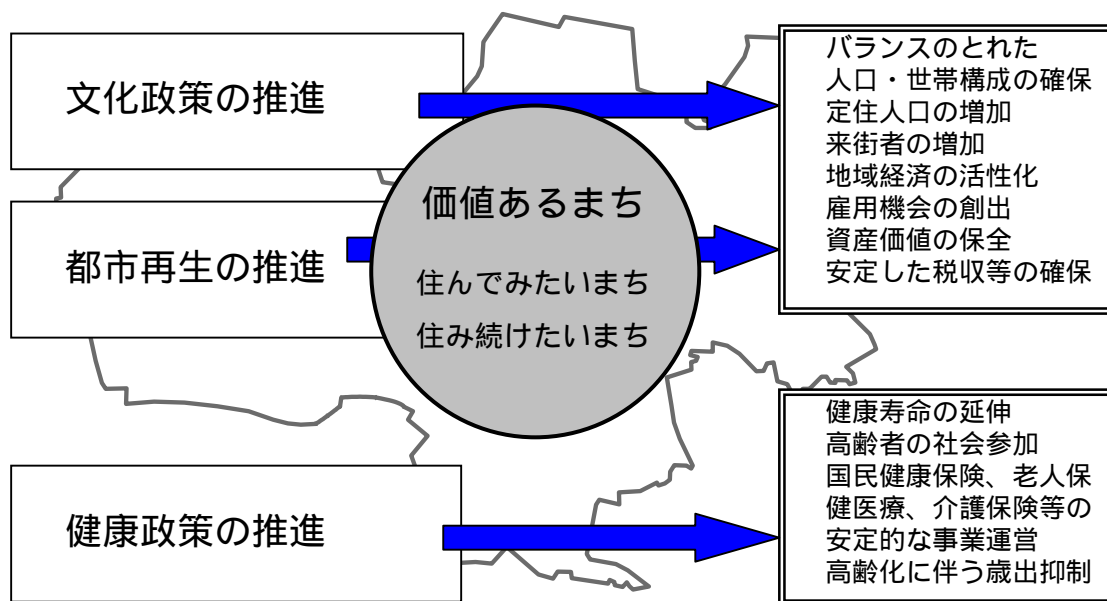 文化政策の推進
都市再生の推進
健康政策の推進
価値あるまち
住んでみたいまち
住み続けたいまち
バランスのとれた
人口・世帯構成の確保
定住人口の増加
来街者の増加
地域経済の活性化
雇用機会の創出
資産価値の保全
安定した税収等の確保
健康寿命の延伸
高齢者の社会参加
国民健康保険、老人保
健医療、介護保険等の
安定的な事業運営
高齢化に伴う歳出抑制